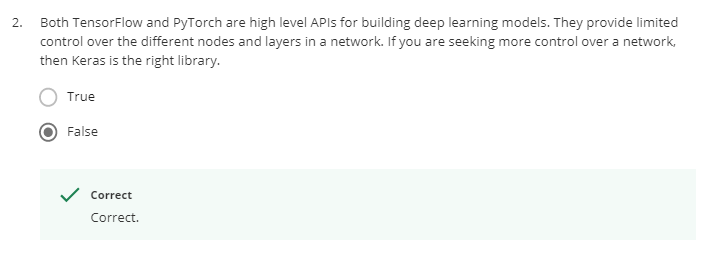 2. Both TensorFlow and PyTorch are high level APIs for building deep learning models. They provide limited
control over the different nodes and layers in a network. If you are seeking more control over a network,
then Keras is the right library.
True
False
Correct
Correct.